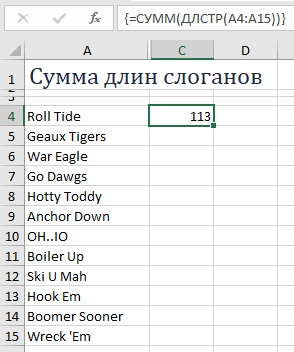 {=СУММ(ДЛСТР(A4:A15))}
A B C D
1 Сумма длин слоганов
3
4 Roll Tide 113
5 Geaux Tigers
6 War Eagle
7 Go Dawgs
8 Hotty Toddy
9 Anchor Down
10 OH..IO
11 Boiler Up
12 Ski U Mah
13 Hook Em
14 Boomer Sooner
15 Wreck 'Em